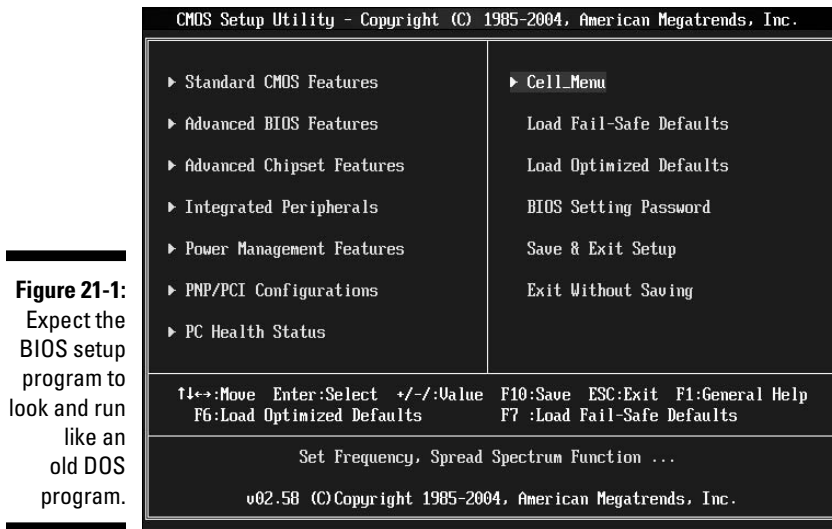 CMOS Setup Utility - Copyright (C) 1985-2004, American Megatrends, Inc.
▶ Standard CMOS Features
▶ Advanced BIOS Features
▶ Advanced Chipset Features
▶ Integrated Peripherals
▶ Power Management Features
▶ PNP/PCI Configurations
▶ PC Health Status
▶ Cell_Menu
Load Fail-Safe Defaults
Load Optimized Defaults
BIOS Setting Password
Save & Exit Setup
Exit Without Saving
↑↓↔:Move Enter:Select +/-/:Value F10:Save ESC:Exit F1:General Help
F6:Load Optimized Defaults F7 :Load Fail-Safe Defaults
Set Frequency, Spread Spectrum Function ...
v02.58 (C)Copyright 1985-2004, American Megatrends, Inc.
Figure 21-1:
Expect the
BIOS setup
program to
look and run
like an
old DOS
program.